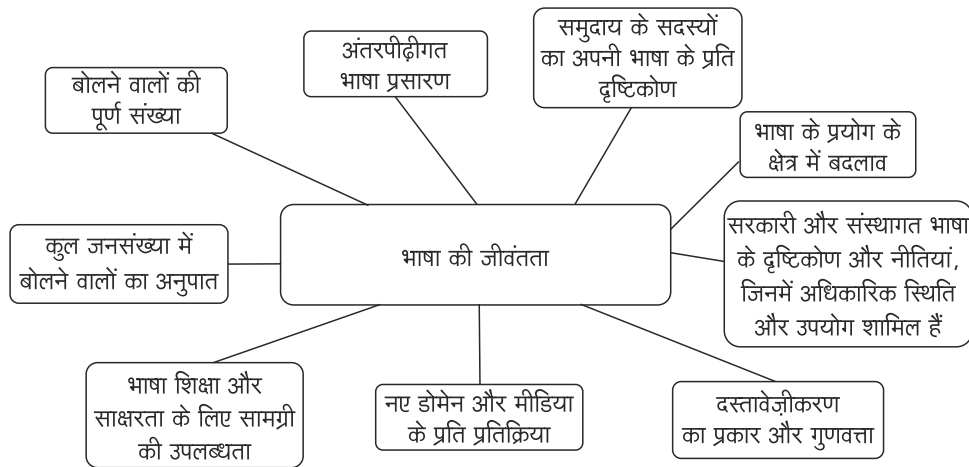 समुदाय के सदस्यों
का अपनी भाषा के प्रति
दृष्टिकोण
अंतरपीढ़ीगत
भाषा प्रसारण
बोलने वालों की
पूर्ण संख्या
भाषा के प्रयोग के
क्षेत्र में बदलाव
कुल जनसंख्या में
बोलने वालों का अनुपात
भाषा की जीवंतता
सरकारी और संस्थागत भाषा
के दृष्टिकोण और नीतियां,
जिनमें अधिकारिक स्थिति
और उपयोग शामिल हैं
भाषा शिक्षा और
साक्षरता के लिए सामग्री
की उपलब्धता
नए डोमेन और मीडिया
के प्रति प्रतिक्रिया
दस्तावेज़ीकरण
का प्रकार और गुणवत्ता